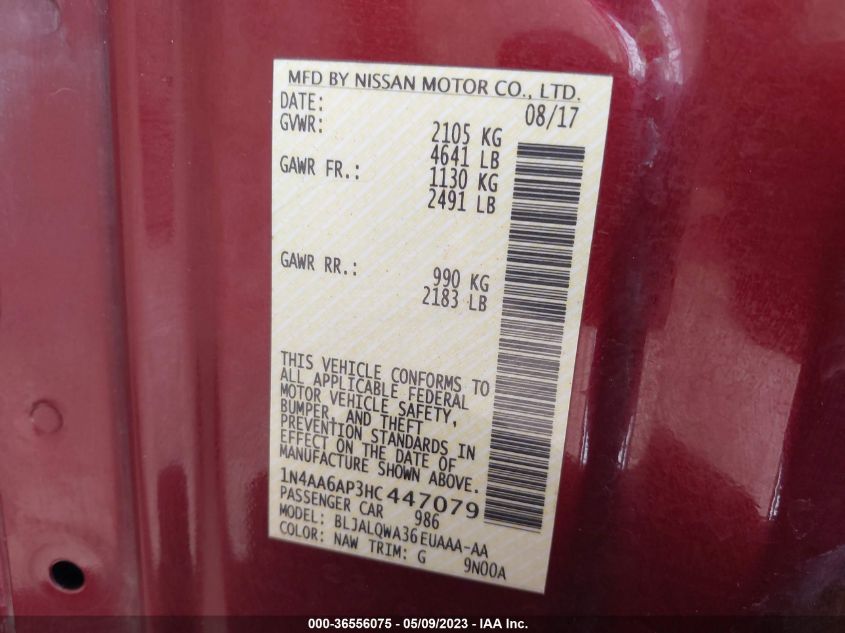 MFD BY NISSAN MOTOR CO., LTD.
DATE: 08/17
GVWR: 2105 KG
4641 LB
GAWR FR.: 1130 KG
2491 LB
GAWR RR.: 990 KG
2183 LB
THIS VEHICLE CONFORMS TO
ALL APPLICABLE FEDERAL
MOTOR VEHICLE SAFETY,
BUMPER, AND THEFT
PREVENTION STANDARDS IN
EFFECT ON THE DATE OF
MANUFACTURE SHOWN ABOVE.
1N4AA6AP3HC447079
PASSENGER CAR 986
MODEL: BLJALQWA36EUAAA-AA
COLOR: NAW TRIM: G 9N00A
000-36556075 - 05/09/2023 - IAA Inc.